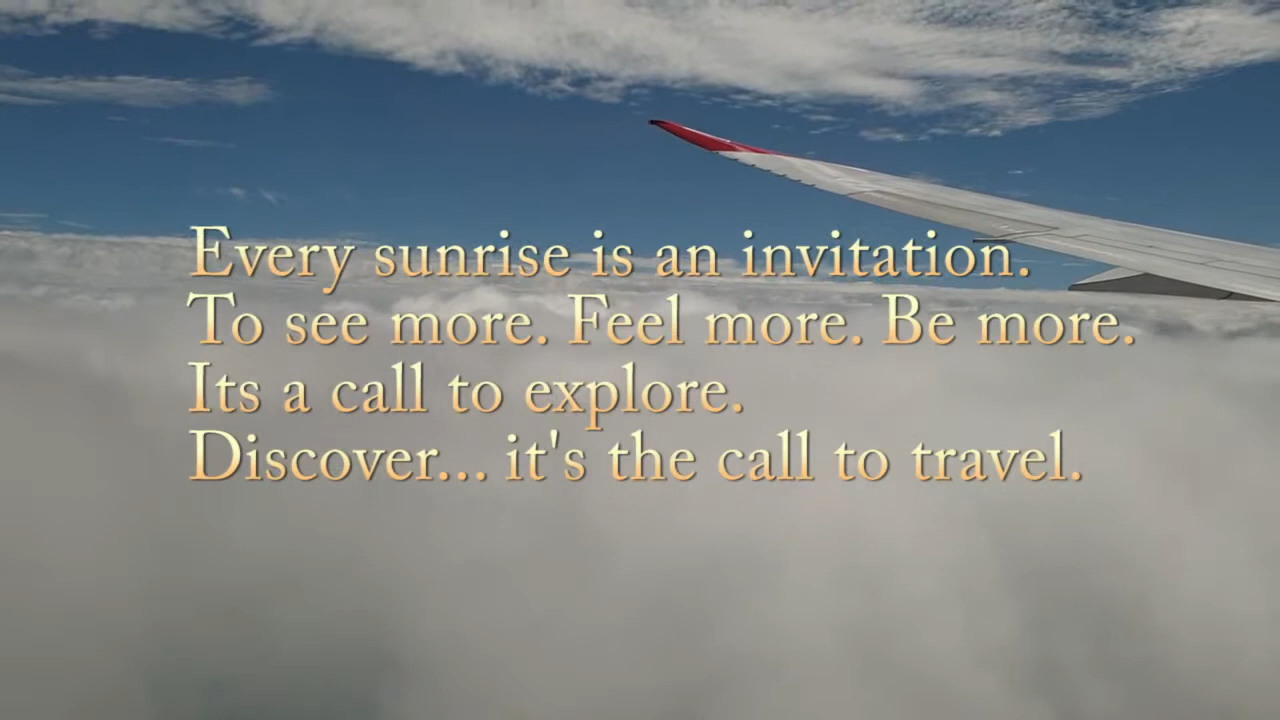 Every sunrise is an invitation.
To see more. Feel more. Be more.
Its a call to explore.
Discover... it's the call to travel.